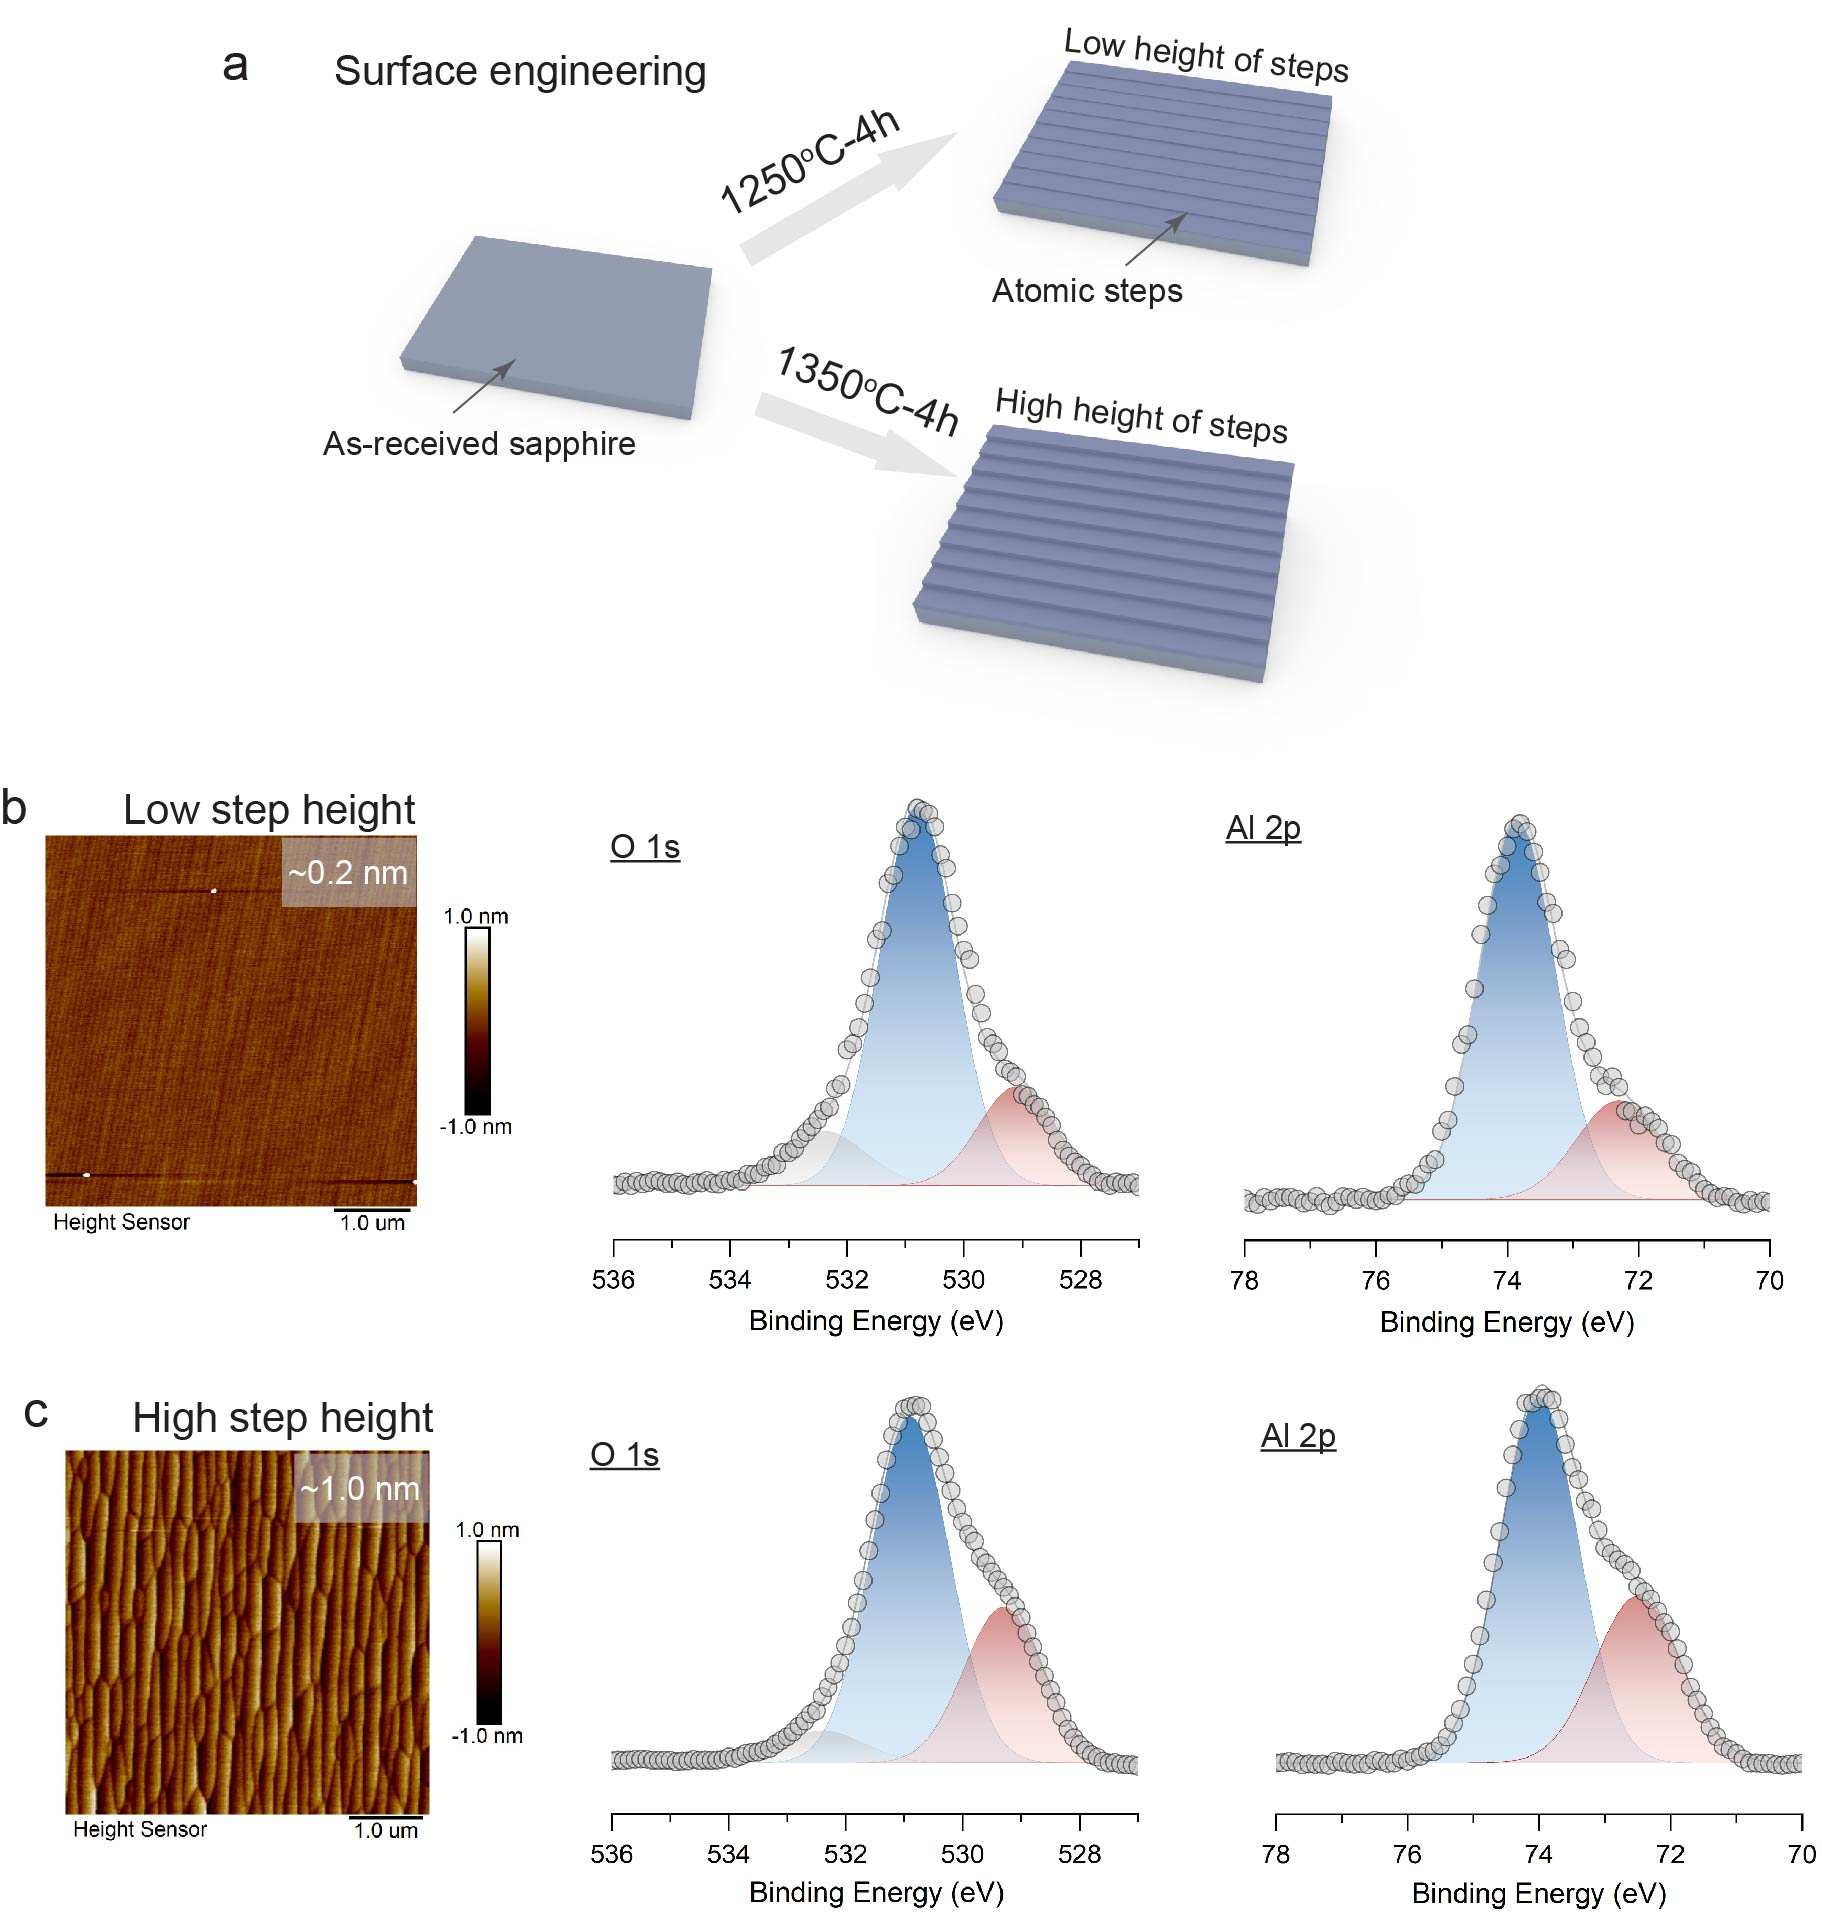 a
Surface engineering
Low height of steps
1250°C-4h
Atomic steps
1350°C-4h
High height of steps
As-received sapphire
b
Low step height
~0.2 nm
1.0 nm
-1.0 nm
Height Sensor
1.0 um
O 1s
536 534 532 530 528
Binding Energy (eV)
Al 2p
78 76 74 72 70
Binding Energy (eV)
c
High step height
~1.0 nm
1.0 nm
-1.0 nm
Height Sensor
1.0 um
O 1s
536 534 532 530 528
Binding Energy (eV)
Al 2p
78 76 74 72 70
Binding Energy (eV)